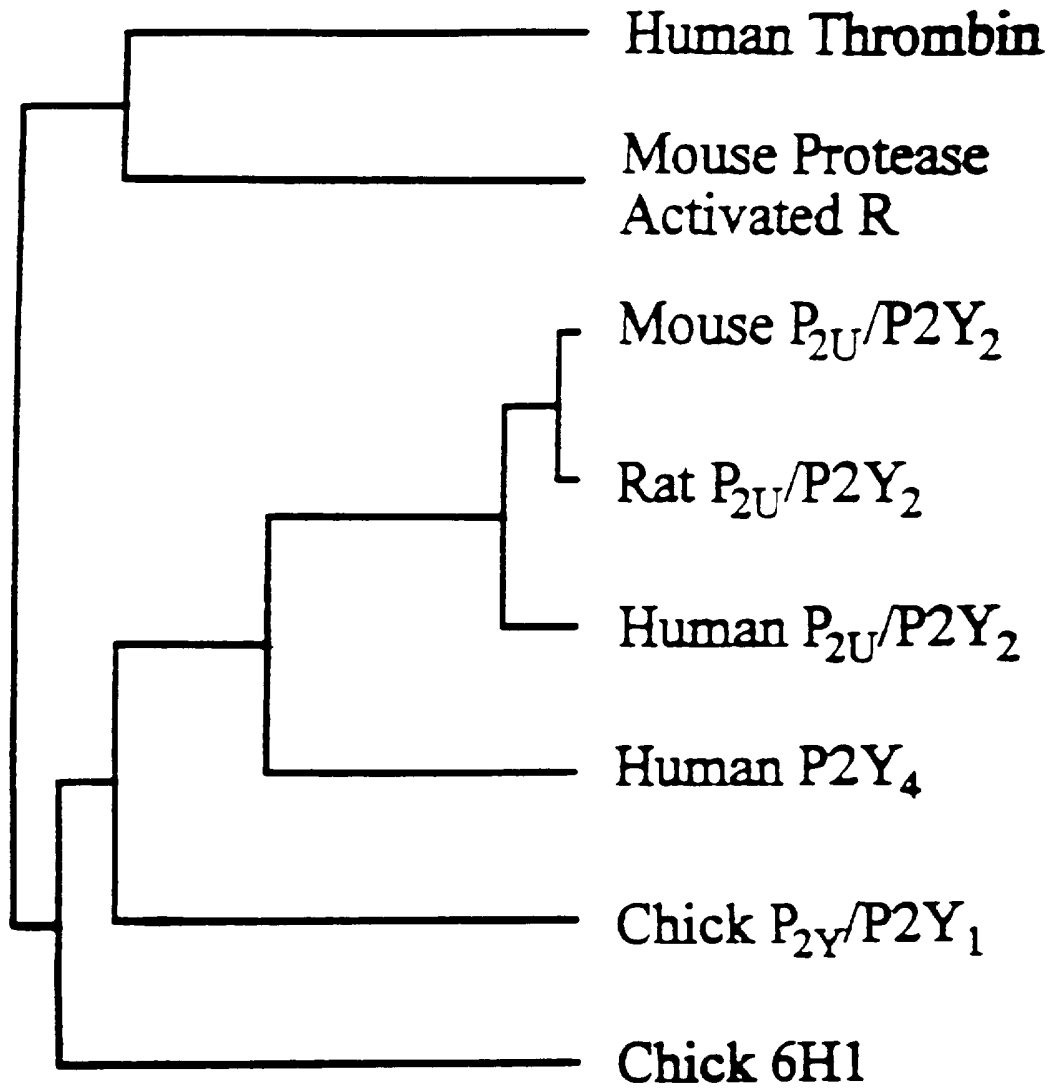 Human Thrombin
Mouse Protease
Activated R
Mouse P₂U/P2Y₂
Rat P₂U/P2Y₂
Human P₂U/P2Y₂
Human P2Y₄
Chick P₂Y/P2Y₁
Chick 6H1